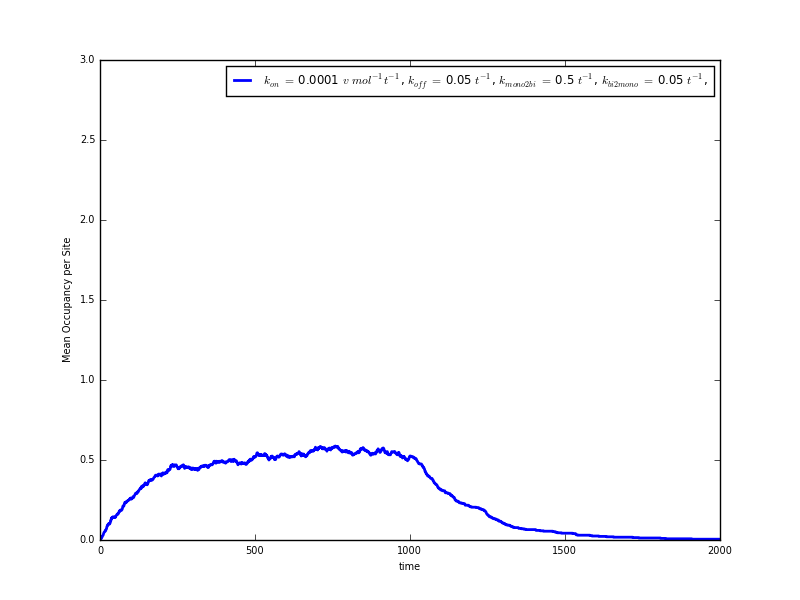 3.0
2.5
2.0
1.5
1.0
0.5
0.0
Mean Occupancy per Site
k_on = 0.0001 v mol^−1 t^−1, k_off = 0.05 t^−1, k_mono2bi = 0.5 t^−1, k_bi2mono = 0.05 t^−1,
0 500 1000 1500 2000
time